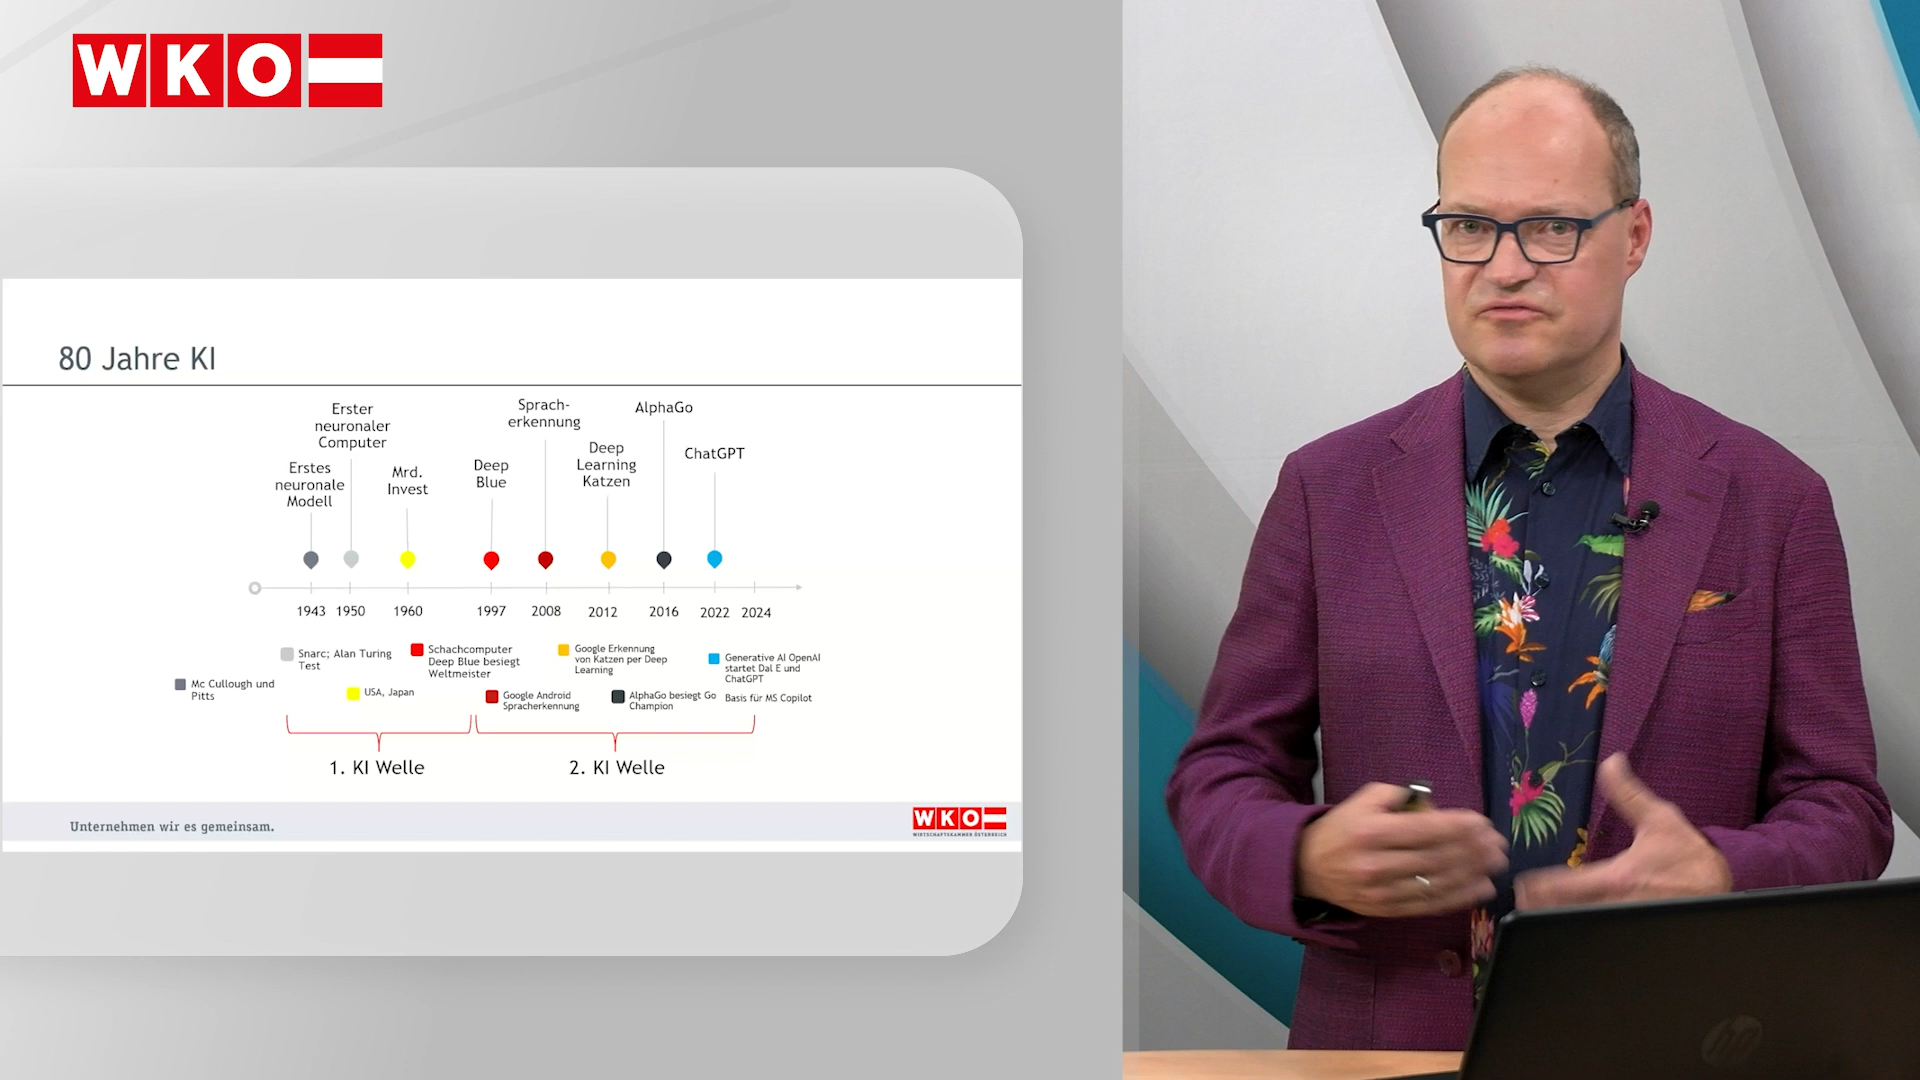 WKO
80 Jahre KI
Erster
neuronaler
Computer
Sprach-
erkennung
AlphaGo
Erstes
neuronale
Modell
Mrd.
Invest
Deep
Blue
Deep
Learning
Katzen
ChatGPT
1943 1950 1960 1997 2008 2012 2016 2022 2024
Mc Cullough und
Pitts
Snarc; Alan Turing
Test
USA, Japan
Schachcomputer
Deep Blue besiegt
Weltmeister
Google Android
Spracherkennung
Google Erkennung
von Katzen per Deep
Learning
AlphaGo besiegt Go
Champion
Generative AI OpenAI
startet Dal E und
ChatGPT
Basis für MS Copilot
1. KI Welle
2. KI Welle
Unternehmen wir es gemeinsam.
WKO
WIRTSCHAFTSKAMMER ÖSTERREICH
hp